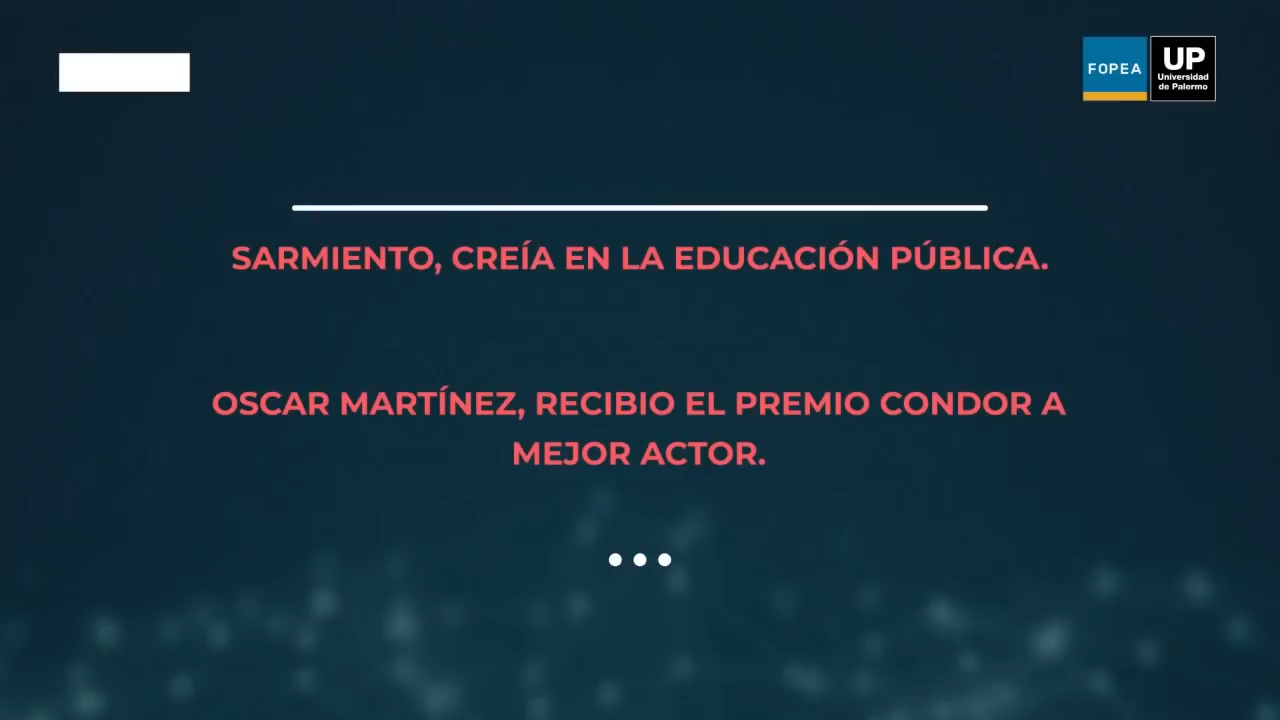 FOPEA
UP
Universidad
de Palermo
SARMIENTO, CREÍA EN LA EDUCACIÓN PÚBLICA.
OSCAR MARTÍNEZ, RECIBIO EL PREMIO CONDOR A
MEJOR ACTOR.